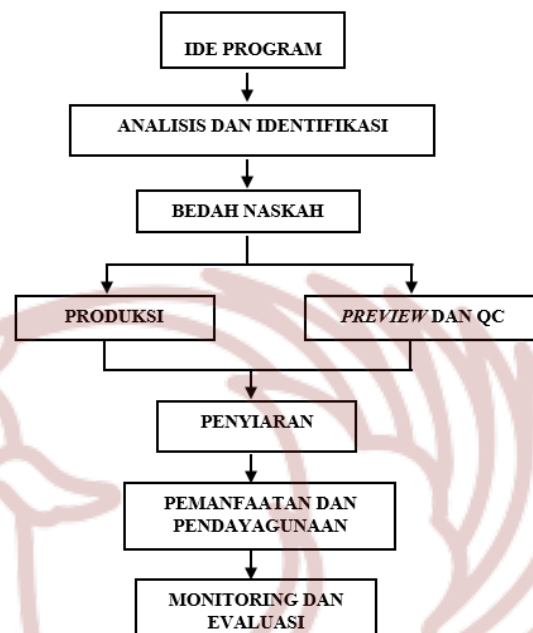 IDE PROGRAM
ANALISIS DAN IDENTIFIKASI
BEDAH NASKAH
PRODUKSI
PREVIEW DAN QC
PENYIARAN
PEMANFAATAN DAN
PENDAYAGUNAAN
MONITORING DAN
EVALUASI